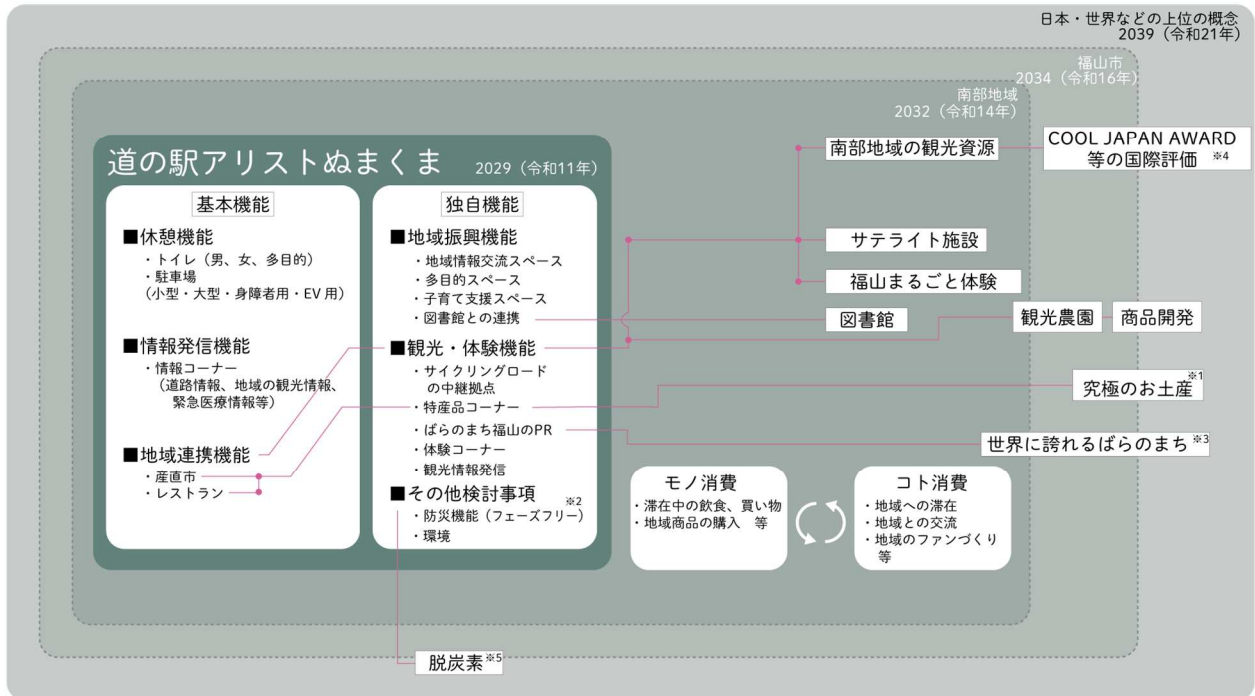 日本・世界などの上位の概念
2039（令和21年）
福山市
2034（令和16年）
南部地域
2032（令和14年）
道の駅アリストぬまくま
2029（令和11年）
基本機能
■休憩機能
・トイレ（男、女、多目的）
・駐車場
（小型・大型・身障者用・EV用）
■情報発信機能
・情報コーナー
（道路情報、地域の観光情報、
緊急医療情報等）
■地域連携機能
・産直市
・レストラン
独自機能
■地域振興機能
・地域情報交流スペース
・多目的スペース
・子育て支援スペース
・図書館との連携
■観光・体験機能
・サイクリングロード
の中継拠点
・特産品コーナー
・ばらのまち福山のPR
・体験コーナー
・観光情報発信
■その他検討事項
※2
・防災機能（フェーズフリー）
・環境
南部地域の観光資源
COOL JAPAN AWARD
等の国際評価 ※4
サテライト施設
福山まるごと体験
図書館
観光農園
商品開発
究極のお土産※1
世界に誇れるばらのまち※3
モノ消費
・滞在中の飲食、買い物
・地域商品の購入　等
コト消費
・地域への滞在
・地域との交流
・地域のファンづくり
等
脱炭素※5